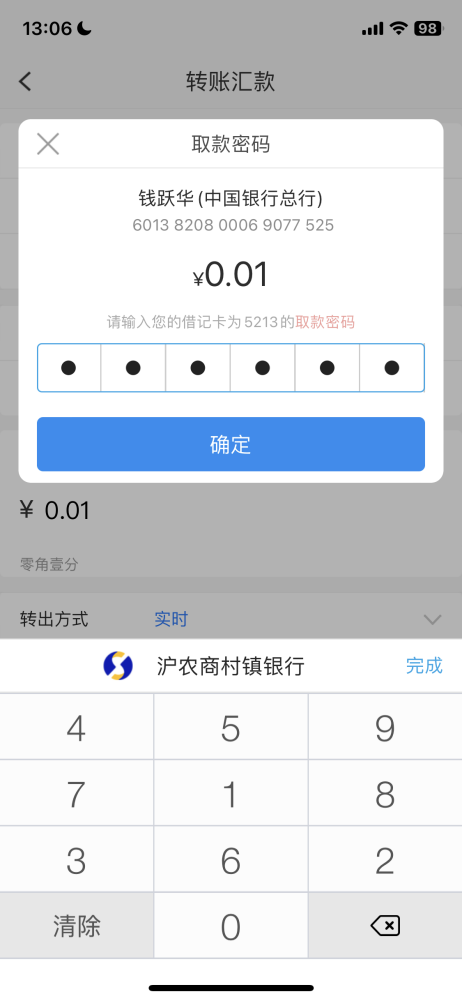 13:06
98
转账汇款
取款密码
钱跃华(中国银行总行)
6013 8208 0006 9077 525
¥0.01
请输入您的借记卡为5213的取款密码
确定
¥ 0.01
零角壹分
转出方式 实时
沪农商村镇银行 完成
4 5 9
7 1 8
3 6 2
清除 0